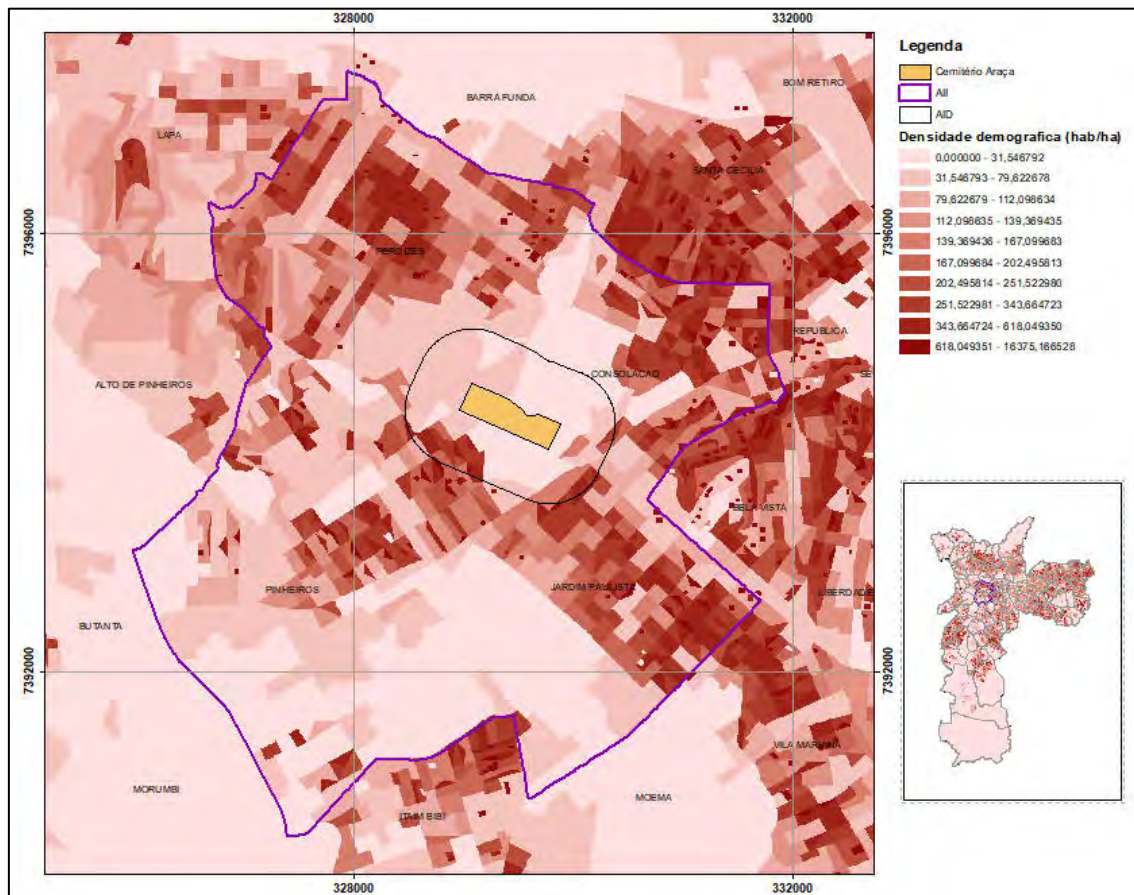 328000
332000
Legenda
Cemitério Araça
AII
AID
Densidade demografica (hab/ha)
0,000000 - 31,546792
31,546793 - 79,622678
79,622679 - 112,098634
112,098635 - 139,369435
139,369436 - 167,099683
167,099684 - 202,495813
202,495814 - 251,522980
251,522981 - 343,664723
343,664724 - 618,049350
618,049351 - 16375,166528
BOM RETIRO
BARRA FUNDA
LAPA
SANTA CECILIA
7396000
7396000
PERDIZES
REPUBLICA
CONSOLACAO
SE
ALTO DE PINHEIROS
BELA VISTA
PINHEIROS
JARDIM PAULISTA
LIBERDADE
BUTANTA
7392000
7392000
VILA MARIANA
MORUMBI
MOEMA
ITAIM BIBI
328000
332000